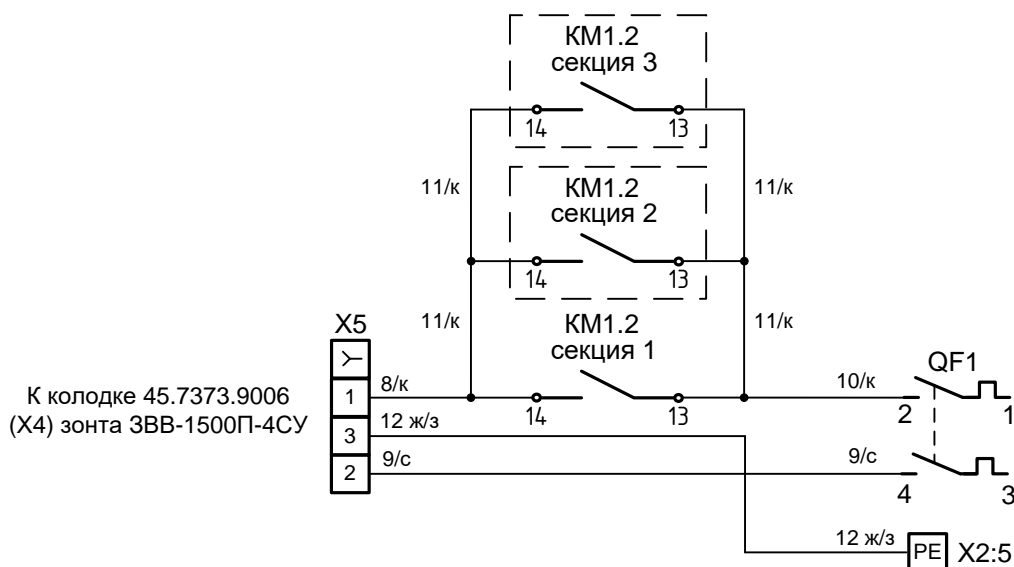 КМ1.2
секция 3
14
13
11/к
11/к
КМ1.2
секция 2
14
13
11/к
11/к
КМ1.2
секция 1
14
13
X5
1
3
2
8/к
12 ж/з
9/с
К колодке 45.7373.9006
(X4) зонта ЗВВ-1500П-4СУ
10/к
QF1
2
1
9/с
4
3
12 ж/з
PE
X2:5